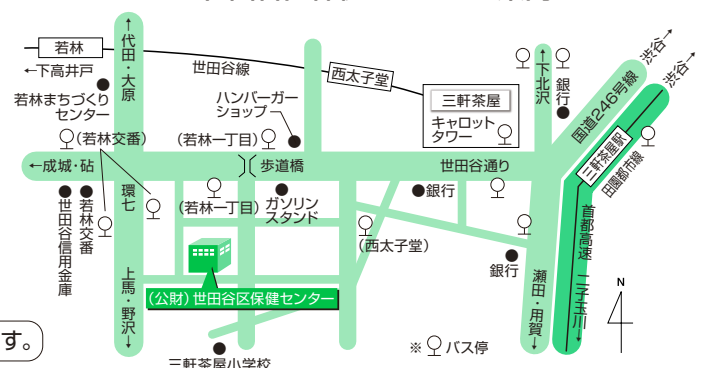 若林
←下高井戸
若林まちづくり
センター
(若林交番)
↑代田・大原
世田谷線
西太子堂
ハンバーガー
ショップ
(若林一丁目)
歩道橋
三軒茶屋
キャロット
タワー
↑下北沢
銀行
国道246号線
渋谷→
渋谷→
三軒茶屋駅
田園都市線
←成城・砧
世田谷通り
環七
世田谷信用金庫
若林交番
(若林一丁目)
ガソリン
スタンド
銀行
(西太子堂)
銀行
首都高速
二子玉川→
瀬田・用賀→
上馬・野沢→
(公財)世田谷区保健センター
三軒茶屋小学校
※ バス停
N
す。